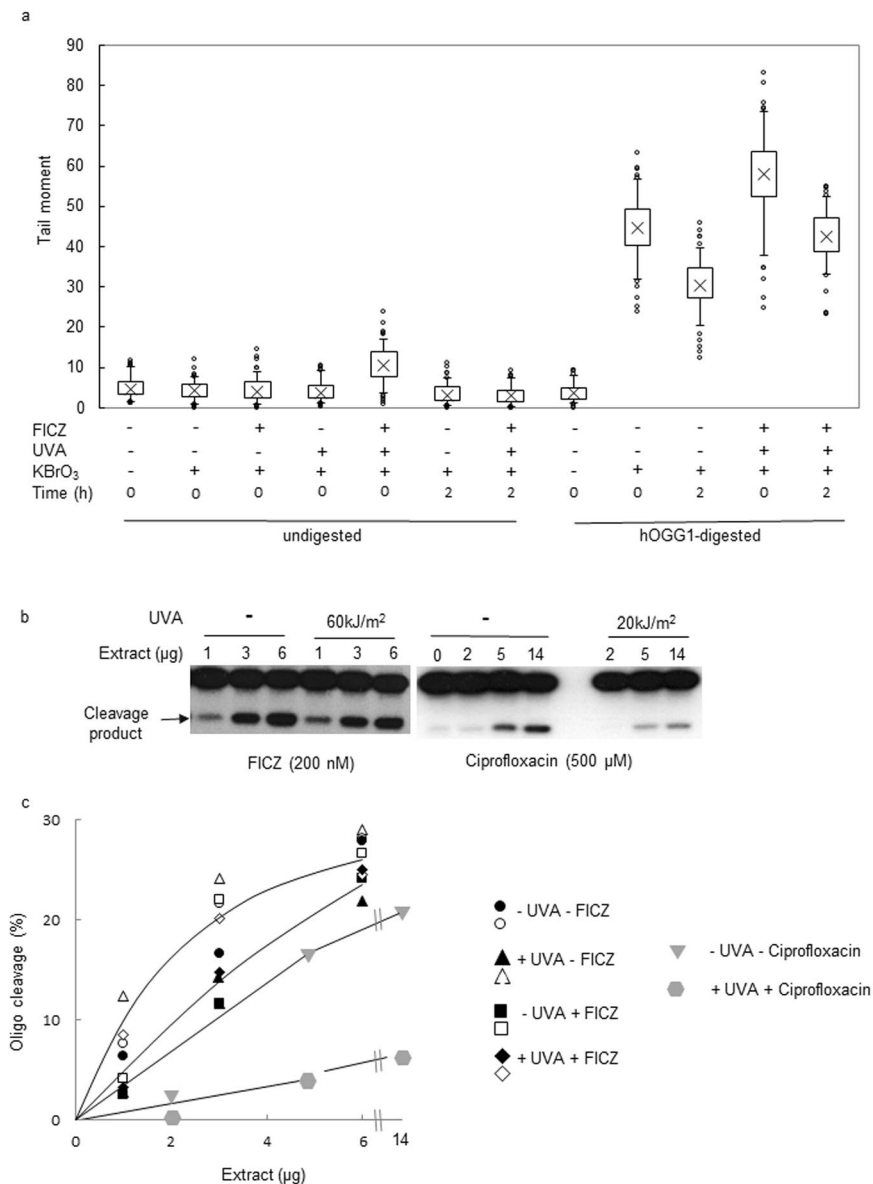 a
90
80
70
60
50
40
30
20
10
0
Tail moment
FICZ - - + - + - + - - - + +
UVA - - - + + - + - - - + +
KBrO₃ - + + + + + + - + + + +
Time (h) 0 0 0 0 0 2 2 0 0 2 0 2
undigested hOGG1-digested
b
UVA - 60kJ/m² - 20kJ/m²
Extract (µg) 1 3 6 1 3 6 0 2 5 14 2 5 14
Cleavage
product
FICZ (200 nM) Ciprofloxacin (500 µM)
c
30
20
10
0
Oligo cleavage (%)
0 2 4 6 14
Extract (µg)
- UVA - FICZ
+ UVA - FICZ
- UVA + FICZ
+ UVA + FICZ
- UVA - Ciprofloxacin
+ UVA + Ciprofloxacin